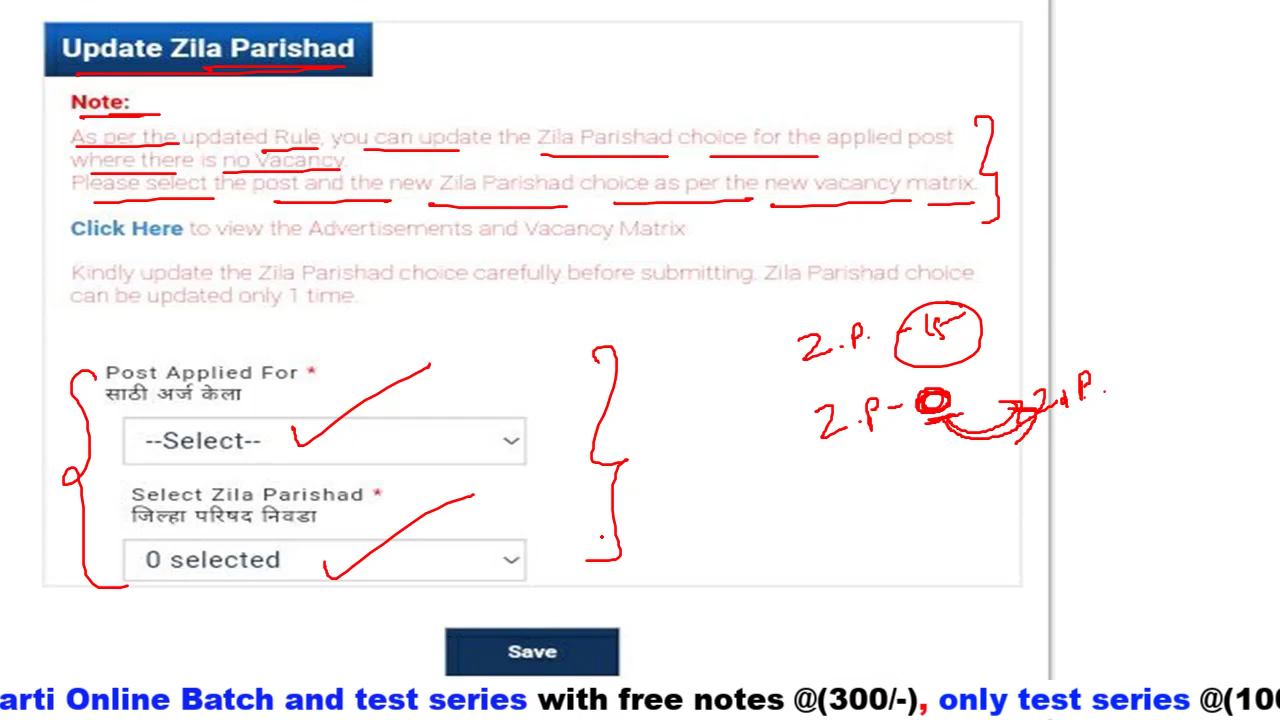 Update Zila Parishad
Note:
As per the updated Rule, you can update the Zila Parishad choice for the applied post
where there is no Vacancy.
Please select the post and the new Zila Parishad choice as per the new vacancy matrix.
Click Here to view the Advertisements and Vacancy Matrix
Kindly update the Zila Parishad choice carefully before submitting. Zila Parishad choice
can be updated only 1 time.
Z.P. - 15
Z.P - 0
Z.P.
Post Applied For *
साठी अर्ज केला
--Select--
Select Zila Parishad *
जिल्हा परिषद निवडा
0 selected
Save
arti Online Batch and test series with free notes @(300/-), only test series @(100